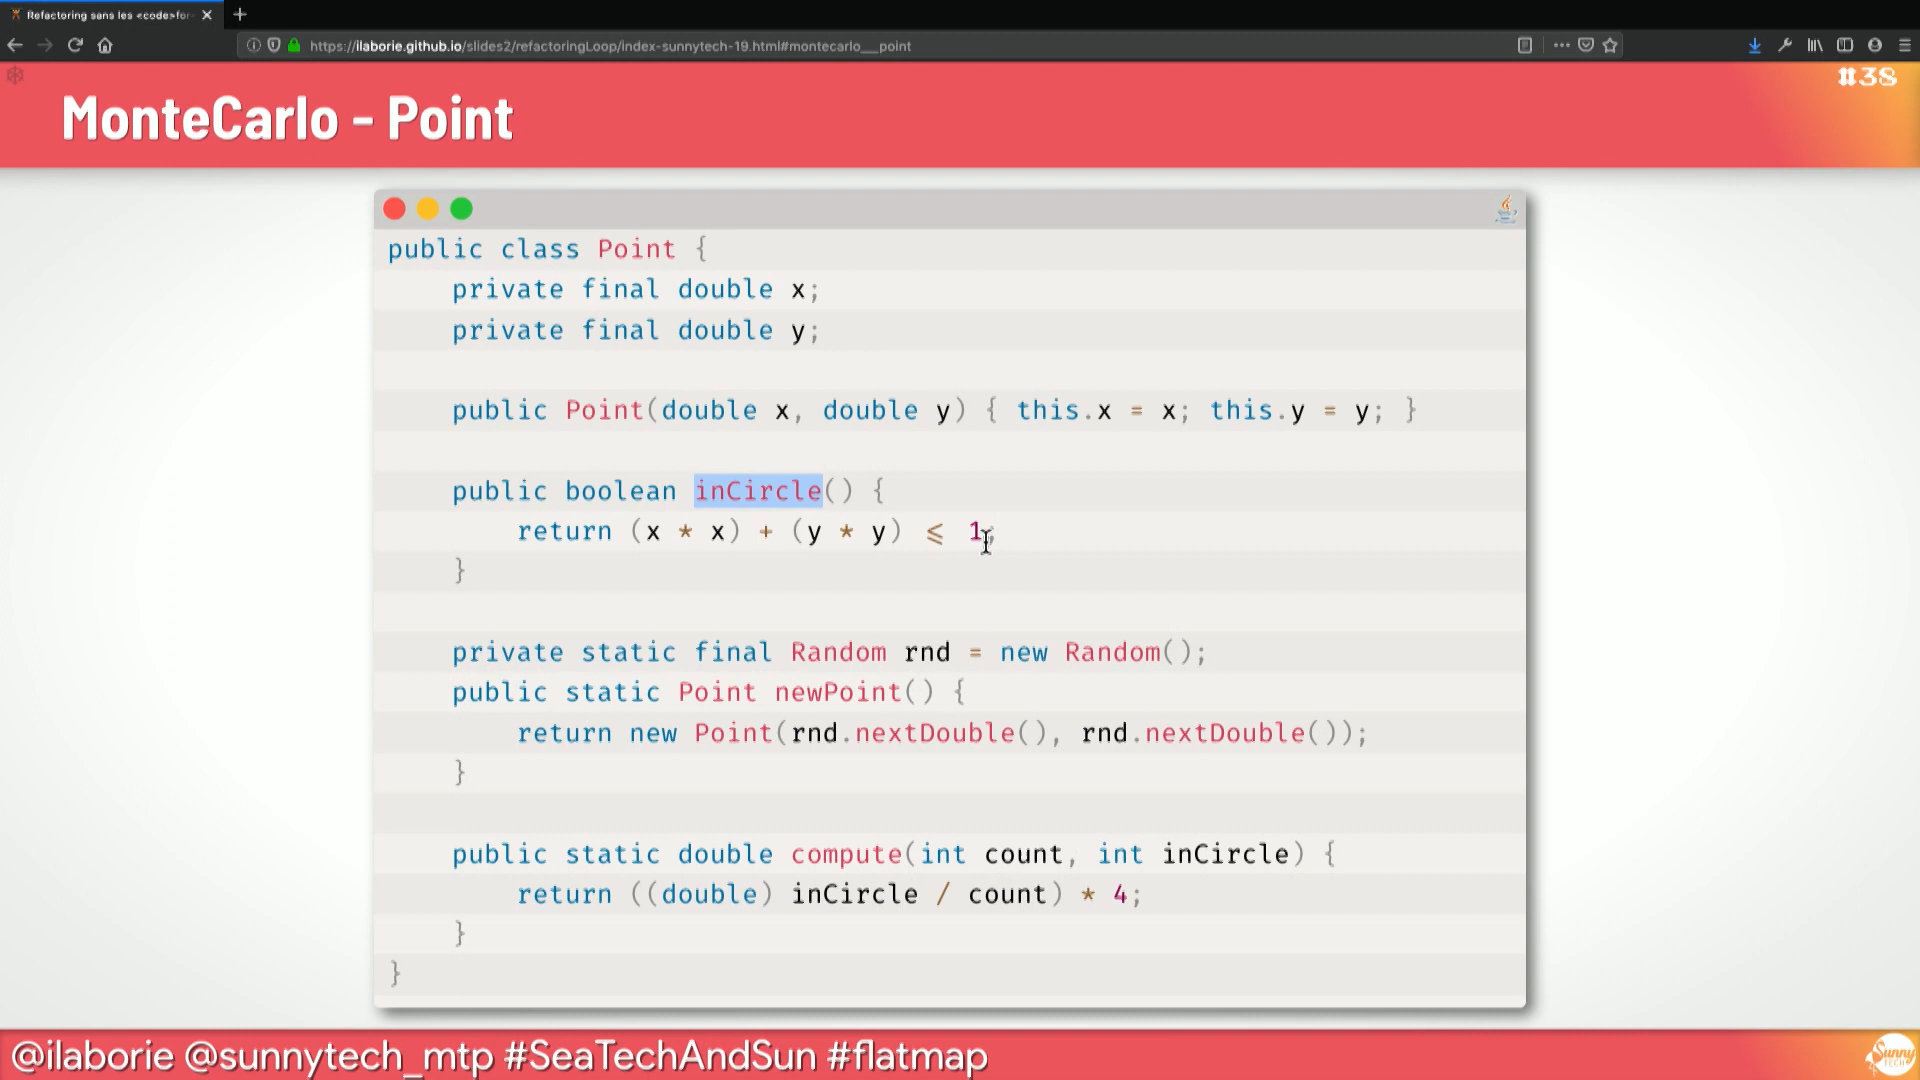 Refactoring sans les <code>for
https://ilaborie.github.io/slides2/refactoringLoop/index-sunnytech-19.html#montecarlo__point
#38
MonteCarlo - Point
public class Point {
private final double x;
private final double y;
public Point(double x, double y) { this.x = x; this.y = y; }
public boolean inCircle() {
return (x * x) + (y * y) ⩽ 1;
}
private static final Random rnd = new Random();
public static Point newPoint() {
return new Point(rnd.nextDouble(), rnd.nextDouble());
}
public static double compute(int count, int inCircle) {
return ((double) inCircle / count) * 4;
}
}
@ilaborie @sunnytech_mtp #SeaTechAndSun #flatmap
Sunny
TECH